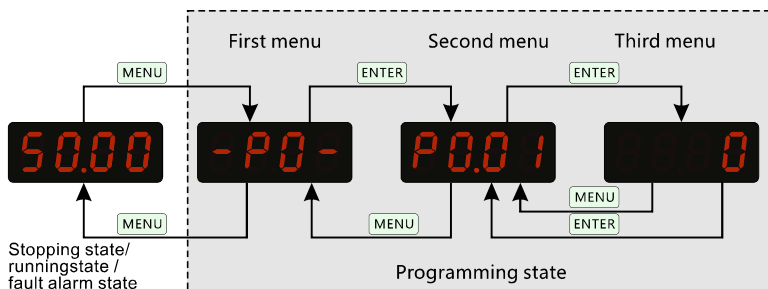 First menu Second menu Third menu
MENU ENTER ENTER
50.00 -P0- P0.01 0
MENU
MENU MENU ENTER
Stopping state/
runningstate /
fault alarm state
Programming state